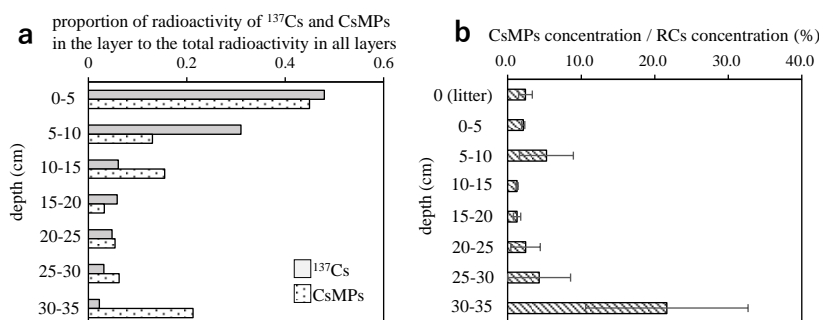 a
proportion of radioactivity of ¹³⁷Cs and CsMPs
in the layer to the total radioactivity in all layers
0 0.2 0.4 0.6
depth (cm)
0-5
5-10
10-15
15-20
20-25
25-30
30-35
¹³⁷Cs
CsMPs
b
CsMPs concentration / RCs concentration (%)
0.0 10.0 20.0 30.0 40.0
depth (cm)
0 (litter)
0-5
5-10
10-15
15-20
20-25
25-30
30-35